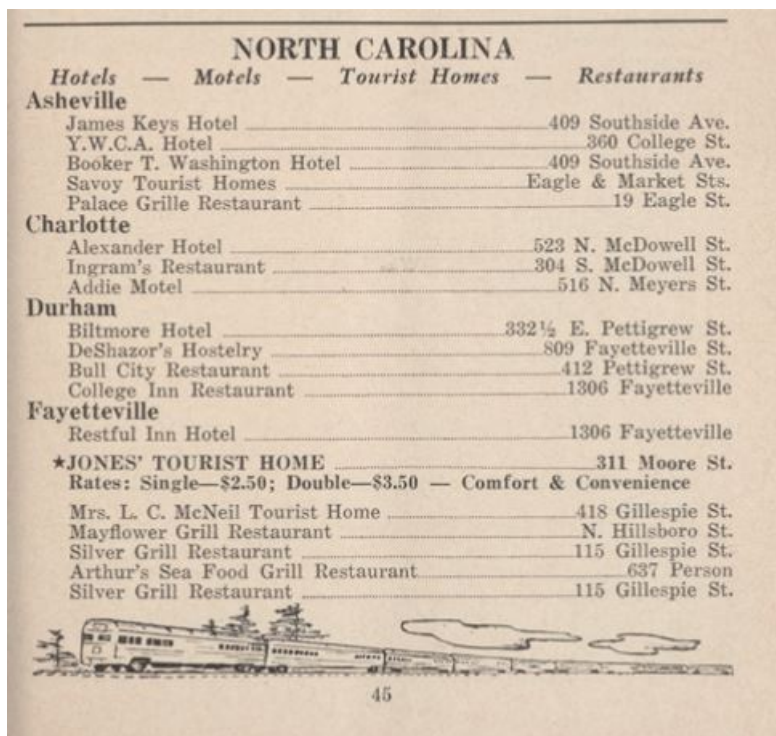 NORTH CAROLINA
Hotels — Motels — Tourist Homes — Restaurants
Asheville
James Keys Hotel 409 Southside Ave.
Y.W.C.A. Hotel 360 College St.
Booker T. Washington Hotel 409 Southside Ave.
Savoy Tourist Homes Eagle & Market Sts.
Palace Grille Restaurant 19 Eagle St.
Charlotte
Alexander Hotel 523 N. McDowell St.
Ingram's Restaurant 304 S. McDowell St.
Addie Motel 516 N. Meyers St.
Durham
Biltmore Hotel 332½ E. Pettigrew St.
DeShazor's Hostelry 809 Fayetteville St.
Bull City Restaurant 412 Pettigrew St.
College Inn Restaurant 1306 Fayetteville
Fayetteville
Restful Inn Hotel 1306 Fayetteville
★JONES' TOURIST HOME 311 Moore St.
Rates: Single—$2.50; Double—$3.50 — Comfort & Convenience
Mrs. L. C. McNeil Tourist Home 418 Gillespie St.
Mayflower Grill Restaurant N. Hillsboro St.
Silver Grill Restaurant 115 Gillespie St.
Arthur's Sea Food Grill Restaurant 637 Person
Silver Grill Restaurant 115 Gillespie St.
45